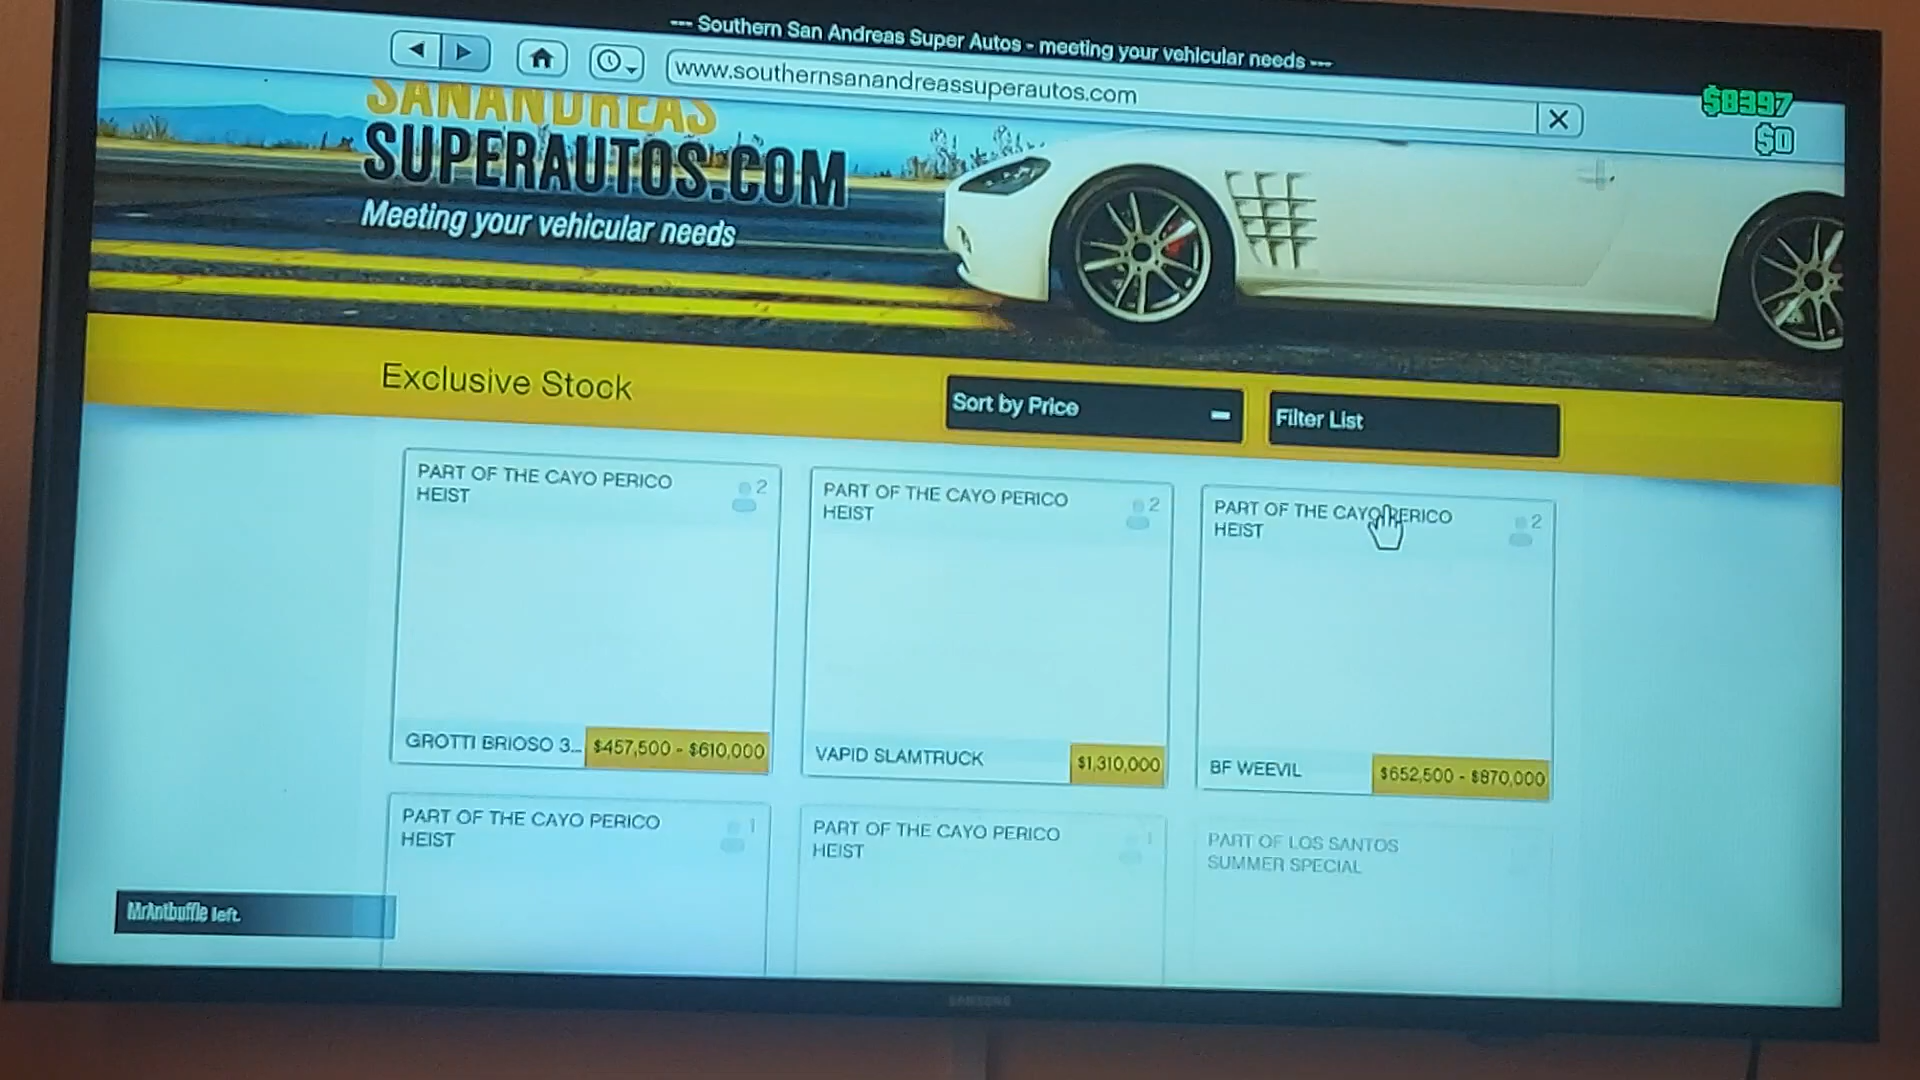 --- Southern San Andreas Super Autos - meeting your vehicular needs ---
www.southernsanandreassuperautos.com
$8397
$0
SANANDREAS
SUPERAUTOS.COM
Meeting your vehicular needs
Exclusive Stock
Sort by Price
Filter List
PART OF THE CAYO PERICO
HEIST
2
GROTTI BRIOSO 3...
$457,500 - $610,000
PART OF THE CAYO PERICO
HEIST
2
VAPID SLAMTRUCK
$1,310,000
PART OF THE CAYO PERICO
HEIST
2
BF WEEVIL
$652,500 - $870,000
PART OF THE CAYO PERICO
HEIST
1
PART OF THE CAYO PERICO
HEIST
1
PART OF LOS SANTOS
SUMMER SPECIAL
MrAntbuffle left.
SAMSUNG